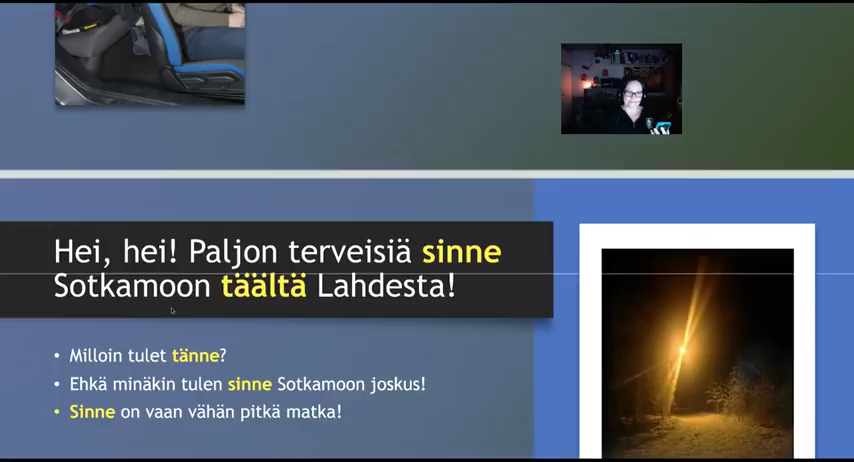 Hei, hei! Paljon terveisiä sinne
Sotkamoon täältä Lahdesta!
• Milloin tulet tänne?
• Ehkä minäkin tulen sinne Sotkamoon joskus!
• Sinne on vaan vähän pitkä matka!